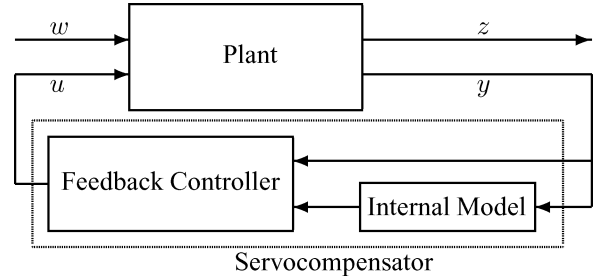 w
z
Plant
u
y
Feedback Controller
Internal Model
Servocompensator